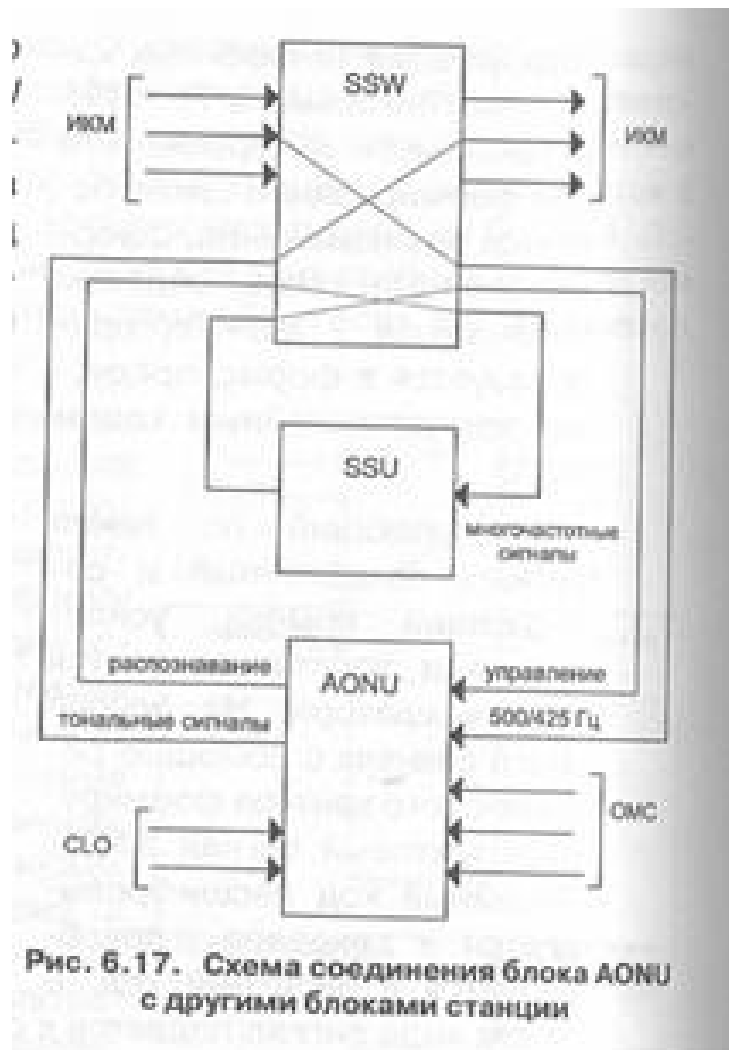 SSW
ИКМ
ИКМ
SSU
многочастотные
сигналы
распознавание
AONU
управление
тональные сигналы
500/425 Гц
CLO
OMC
Рис. 6.17. Схема соединения блока AONU
с другими блоками станции